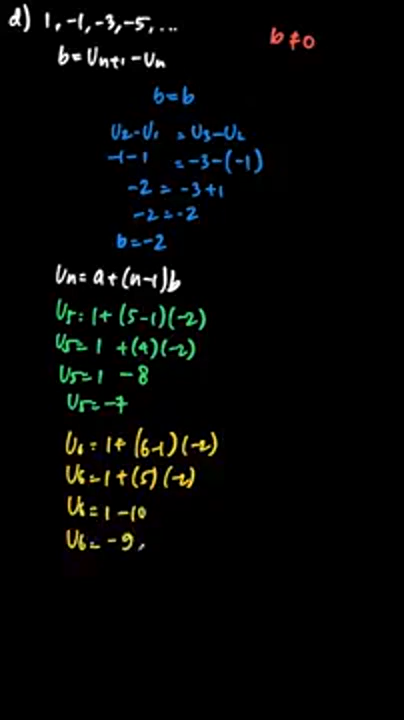 d) 1, -1, -3, -5, ...
b ≠ 0
b = Un+1 - Un
b = b
U2 - U1 = U3 - U2
-1 - 1 = -3 - (-1)
-2 = -3 + 1
-2 = -2
b = -2
Un = a + (n-1)b
U5 = 1 + (5-1)(-2)
U5 = 1 + (4)(-2)
U5 = 1 - 8
U5 = -7
U6 = 1 + (6-1)(-2)
U6 = 1 + (5)(-2)
U6 = 1 - 10
U6 = -9,